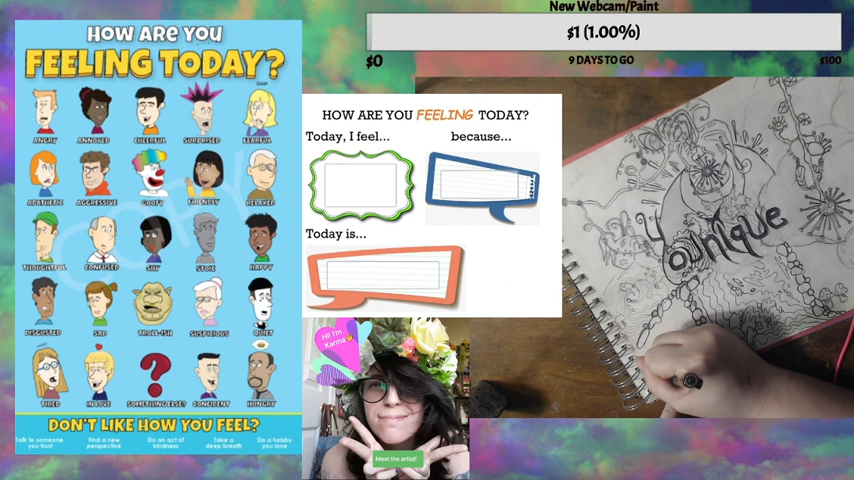 HOW ARE YOU
FEELING TODAY?
ANGRY
ANNOYED
CHEERFUL
SURPRISED
FEARFUL
APATHETIC
AGGRESSIVE
GOOFY
FRIENDLY
RELAXED
THOUGHTFUL
CONFUSED
SHY
STOIC
HAPPY
DISGUSTED
SAD
TROLL-ISH
SUSPICIOUS
QUIET
TIRED
IN LOVE
SOMETHING ELSE?
CONFIDENT
HUNGRY
COPY
DON'T LIKE HOW YOU FEEL?
Talk to someone
you trust
Find a new
perspective
Do an act of
kindness
Take a
deep breath
Do a hobby
you love
HOW ARE YOU FEELING TODAY?
Today, I feel...
because...
Today is...
Hi! I'm
Karma
Meet the artist!
New Webcam/Paint
$1 (1.00%)
$0
9 DAYS TO GO
$100
Younique